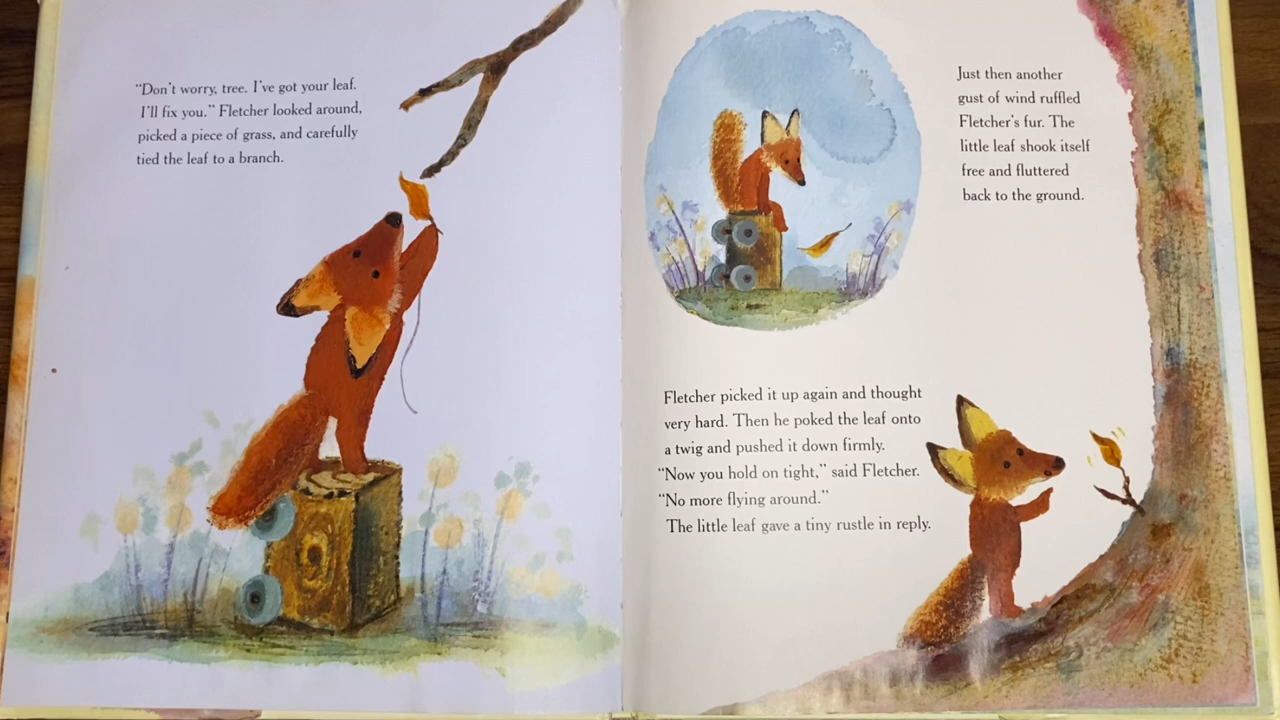 “Don’t worry, tree. I’ve got your leaf.
I’ll fix you.” Fletcher looked around,
picked a piece of grass, and carefully
tied the leaf to a branch.
Just then another
gust of wind ruffled
Fletcher’s fur. The
little leaf shook itself
free and fluttered
back to the ground.
Fletcher picked it up again and thought
very hard. Then he poked the leaf onto
a twig and pushed it down firmly.
“Now you hold on tight,” said Fletcher.
“No more flying around.”
The little leaf gave a tiny rustle in reply.